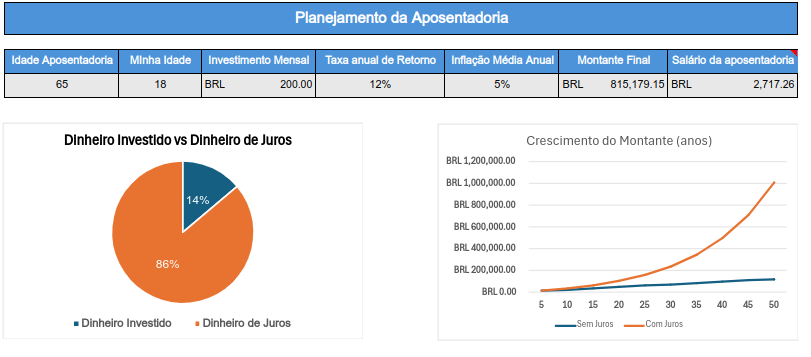 Planejamento da Aposentadoria
Idade Aposentadoria MInha Idade Investimento Mensal Taxa anual de Retorno Inflação Média Anual Montante Final Salário da aposentadoria
65 18 BRL 200.00 12% 5% BRL 815,179.15 BRL 2,717.26
Dinheiro Investido vs Dinheiro de Juros
14%
86%
Dinheiro Investido Dinheiro de Juros
Crescimento do Montante (anos)
BRL 1,200,000.00
BRL 1,000,000.00
BRL 800,000.00
BRL 600,000.00
BRL 400,000.00
BRL 200,000.00
BRL 0.00
5 10 15 20 25 30 35 40 45 50
Sem Juros Com Juros